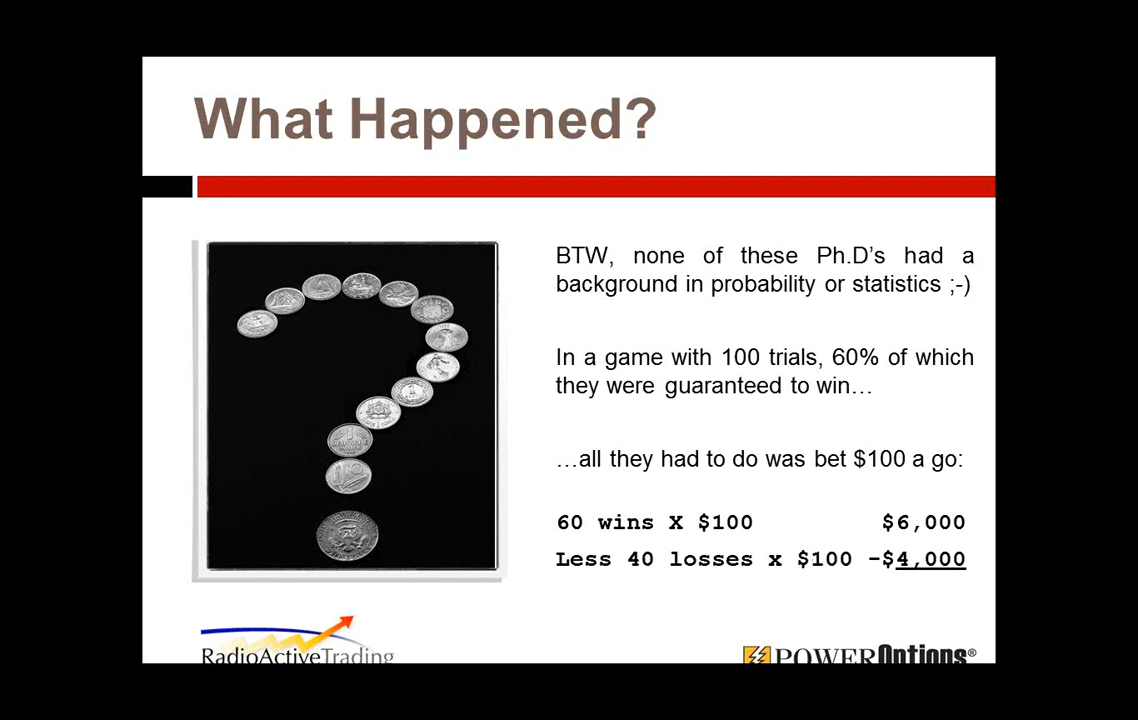 What Happened?
BTW, none of these Ph.D's had a
background in probability or statistics ;-)
In a game with 100 trials, 60% of which
they were guaranteed to win…
…all they had to do was bet $100 a go:
60 wins X $100 $6,000
Less 40 losses x $100 -$4,000
RadioActiveTrading
POWEROptions®